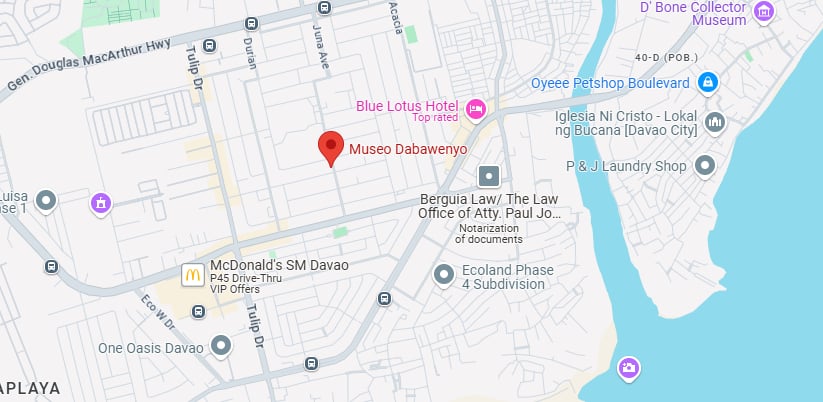 D' Bone Collector
Museum
Acacia
Gen. Douglas MacArthur Hwy
Durian
Juna Ave
Tulip Dr
40-D (POB.)
Oyeee Petshop Boulevard
Blue Lotus Hotel
Top rated
Iglesia Ni Cristo - Lokal
ng Bucana [Davao City]
Museo Dabawenyo
P & J Laundry Shop
Luisa
ase 1
Berguia Law/ The Law
Office of Atty. Paul Jo...
Notarization
of documents
McDonald's SM Davao
P45 Drive-Thru
VIP Offers
Ecoland Phase
4 Subdivision
Eco W Dr
Tulip Dr
One Oasis Davao
APLAYA